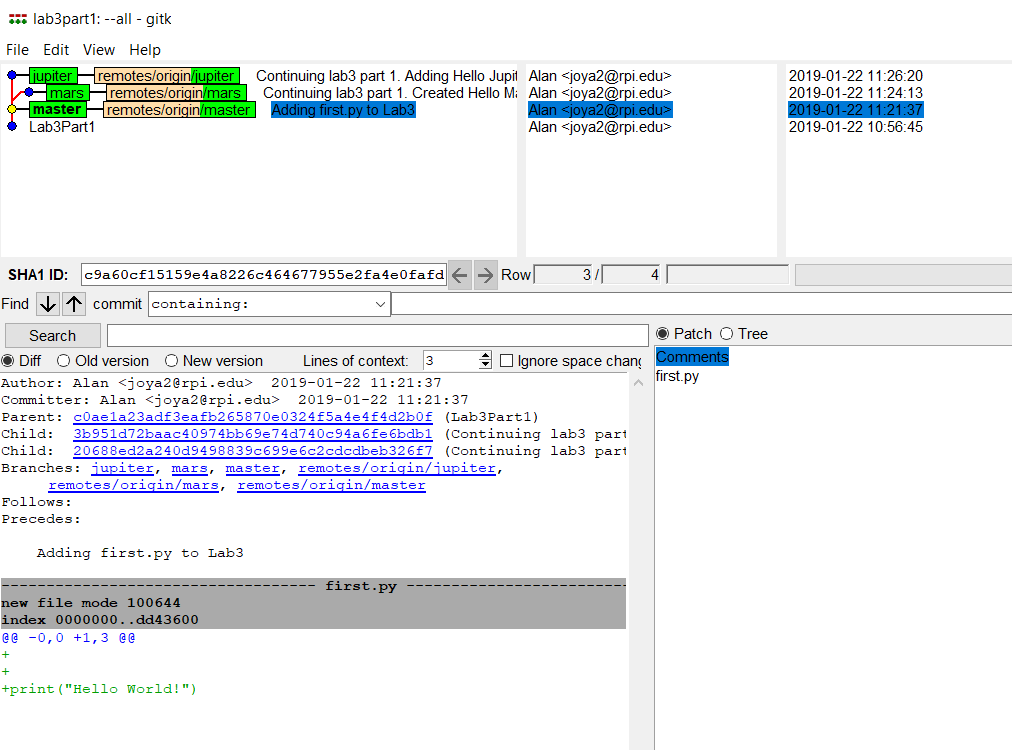 lab3part1: --all - gitk
File Edit View Help
jupiter remotes/origin/jupiter Continuing lab3 part 1. Adding Hello Jupit Alan <joya2@rpi.edu> 2019-01-22 11:26:20
mars remotes/origin/mars Continuing lab3 part 1. Created Hello Ma Alan <joya2@rpi.edu> 2019-01-22 11:24:13
master remotes/origin/master Adding first.py to Lab3 Alan <joya2@rpi.edu> 2019-01-22 11:21:37
Lab3Part1 Alan <joya2@rpi.edu> 2019-01-22 10:56:45
SHA1 ID: c9a60cf15159e4a8226c464677955e2fa4e0fafd Row 3 / 4
Find commit containing:
Search Patch Tree
Diff Old version New version Lines of context: 3 Ignore space chang
Comments
first.py
Author: Alan <joya2@rpi.edu> 2019-01-22 11:21:37
Committer: Alan <joya2@rpi.edu> 2019-01-22 11:21:37
Parent: c0ae1a23adf3eafb265870e0324f5a4e4f4d2b0f (Lab3Part1)
Child: 3b951d72baac40974bb69e74d740c94a6fe6bdb1 (Continuing lab3 part
Child: 20688ed2a240d9498839c699e6c2cdcdbeb326f7 (Continuing lab3 part
Branches: jupiter, mars, master, remotes/origin/jupiter,
remotes/origin/mars, remotes/origin/master
Follows:
Precedes:
Adding first.py to Lab3
----------------------------------- first.py -------------------------
new file mode 100644
index 0000000..dd43600
@@ -0,0 +1,3 @@
+
+
+print("Hello World!")